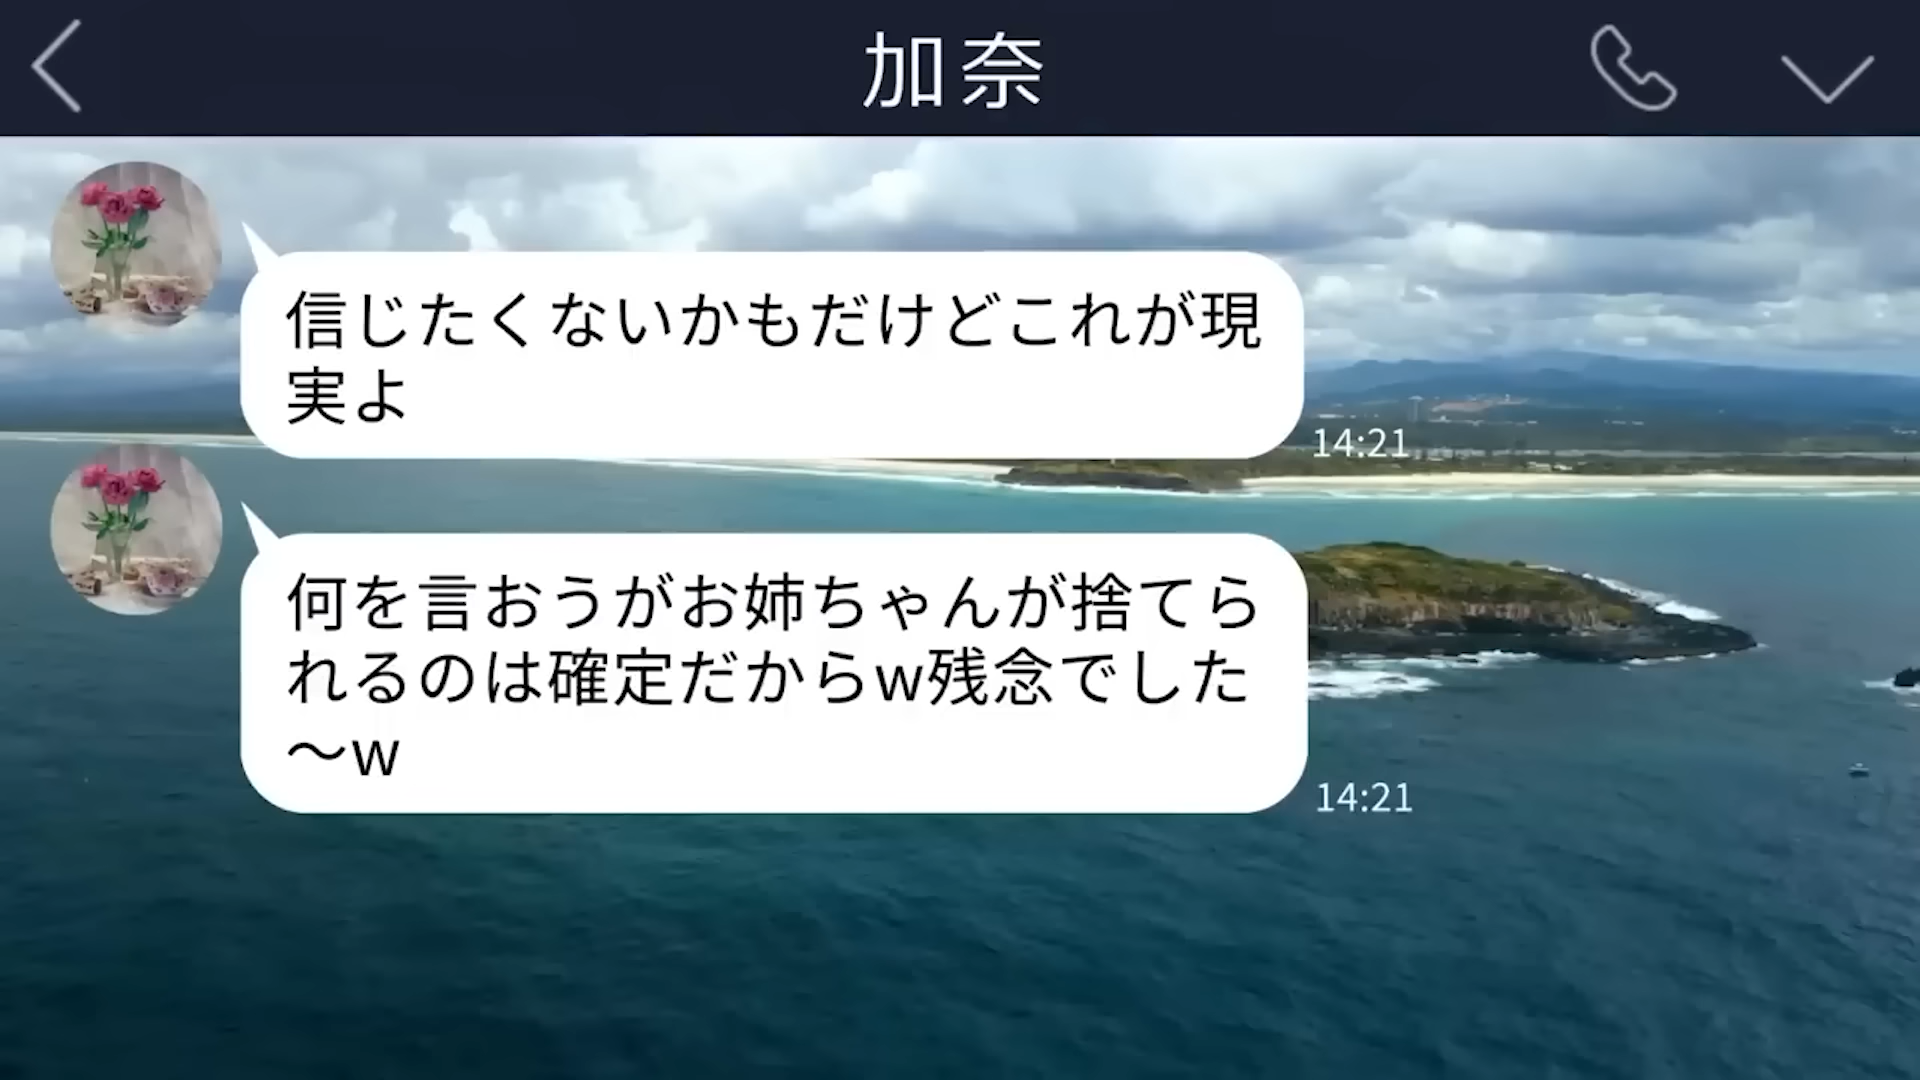 加奈
信じたくないかもだけどこれが現
実よ
14:21
何を言おうがお姉ちゃんが捨てら
れるのは確定だからw残念でした
～w
14:21